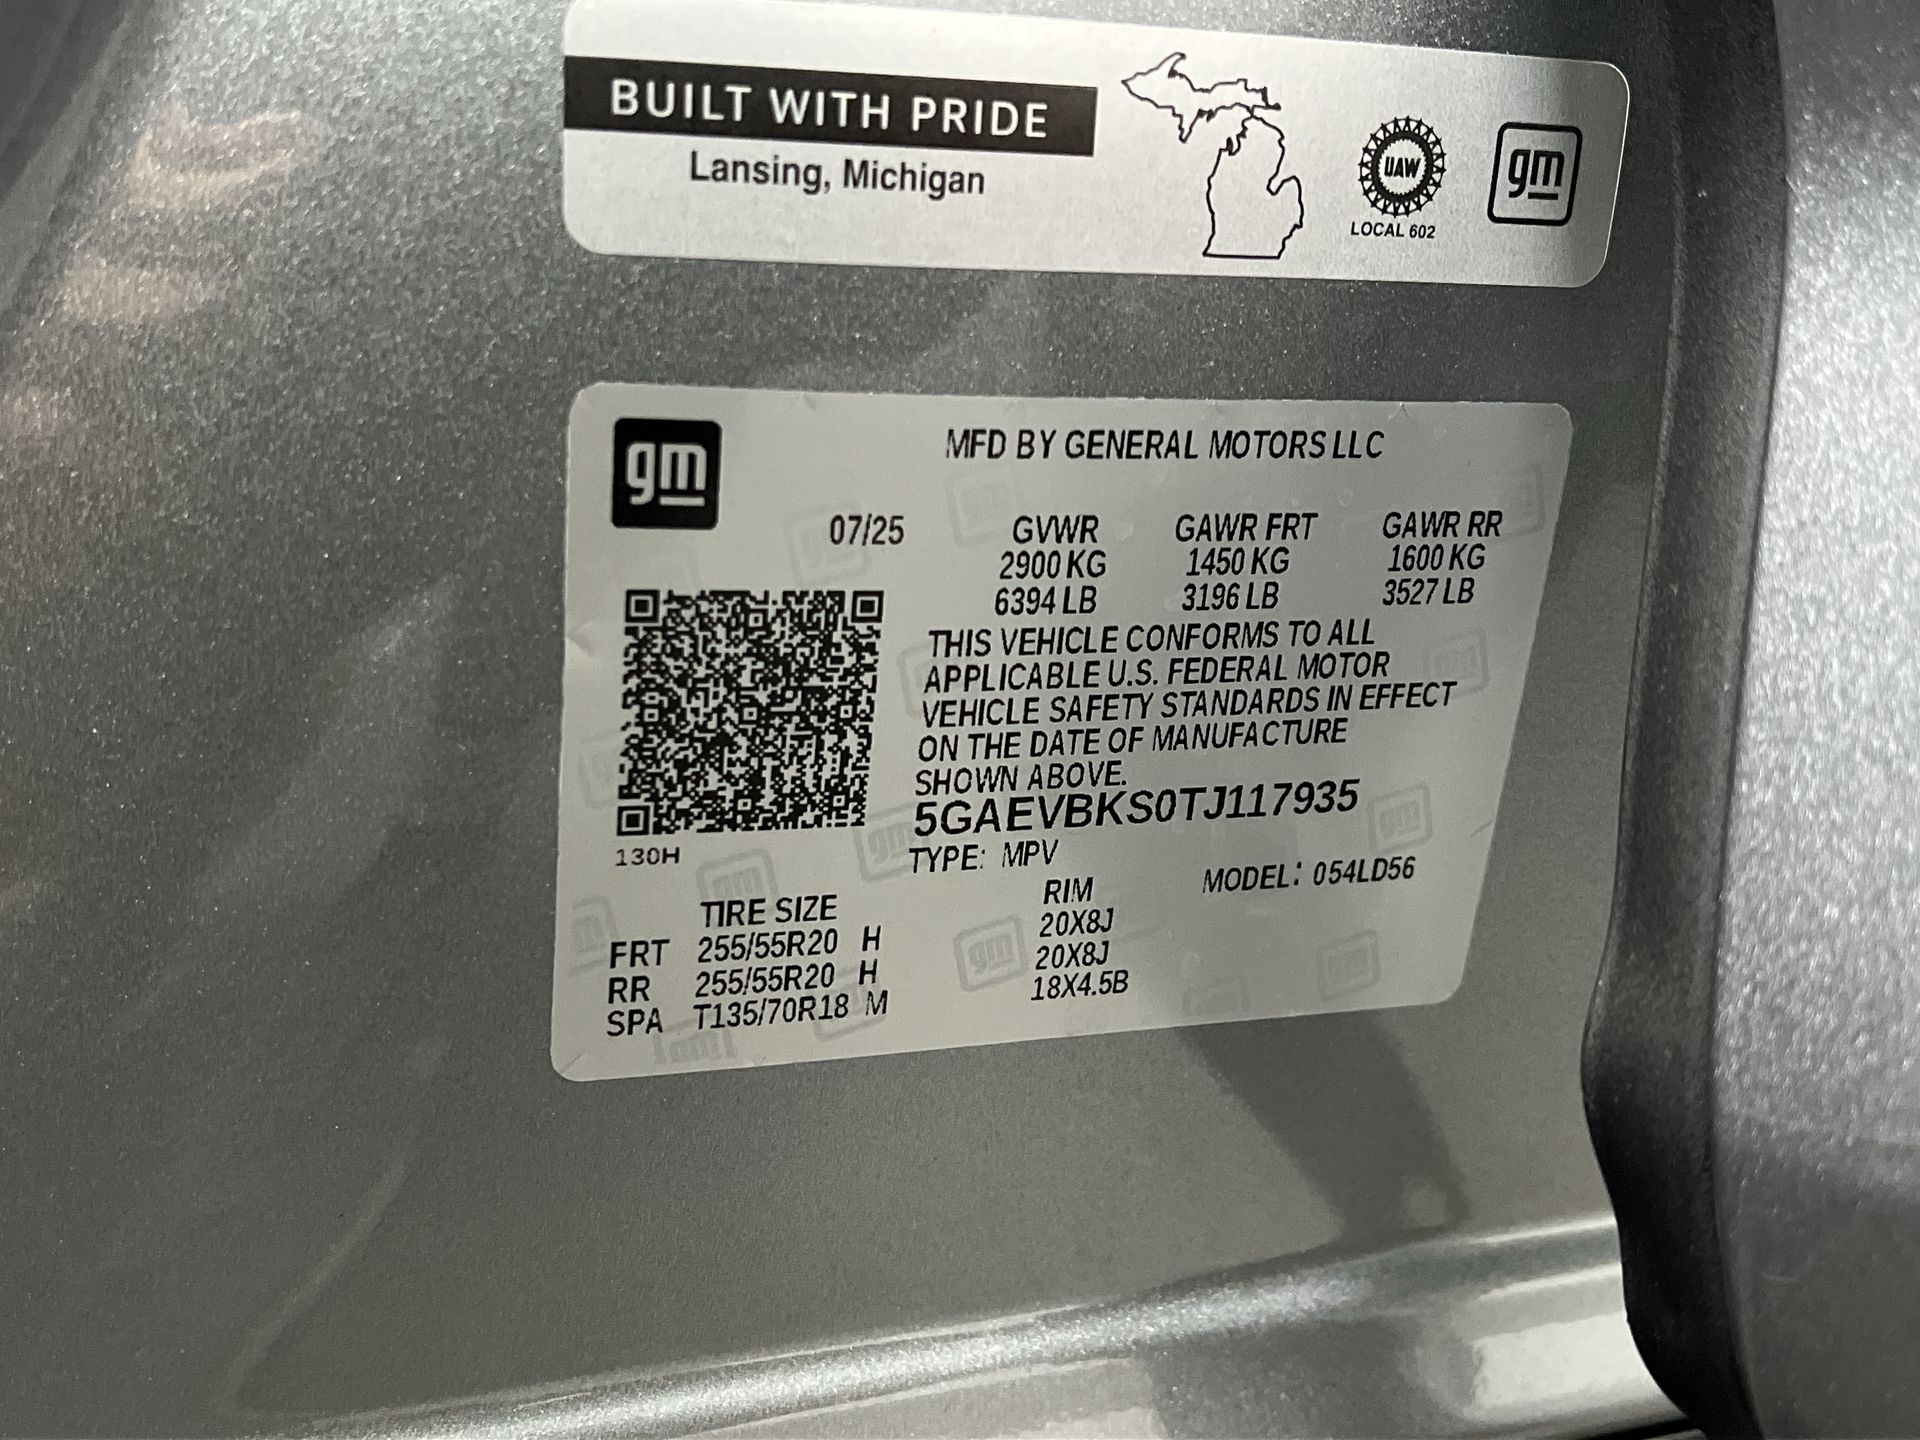 BUILT WITH PRIDE
Lansing, Michigan
UAW
LOCAL 602
gm
gm
MFD BY GENERAL MOTORS LLC
07/25 GVWR GAWR FRT GAWR RR
2900 KG 1450 KG 1600 KG
6394 LB 3196 LB 3527 LB
THIS VEHICLE CONFORMS TO ALL
APPLICABLE U.S. FEDERAL MOTOR
VEHICLE SAFETY STANDARDS IN EFFECT
ON THE DATE OF MANUFACTURE
SHOWN ABOVE.
5GAEVBKS0TJ117935
130H
TYPE: MPV MODEL: 054LD56
TIRE SIZE RIM
FRT 255/55R20 H 20X8J
RR 255/55R20 H 20X8J
SPA T135/70R18 M 18X4.5B